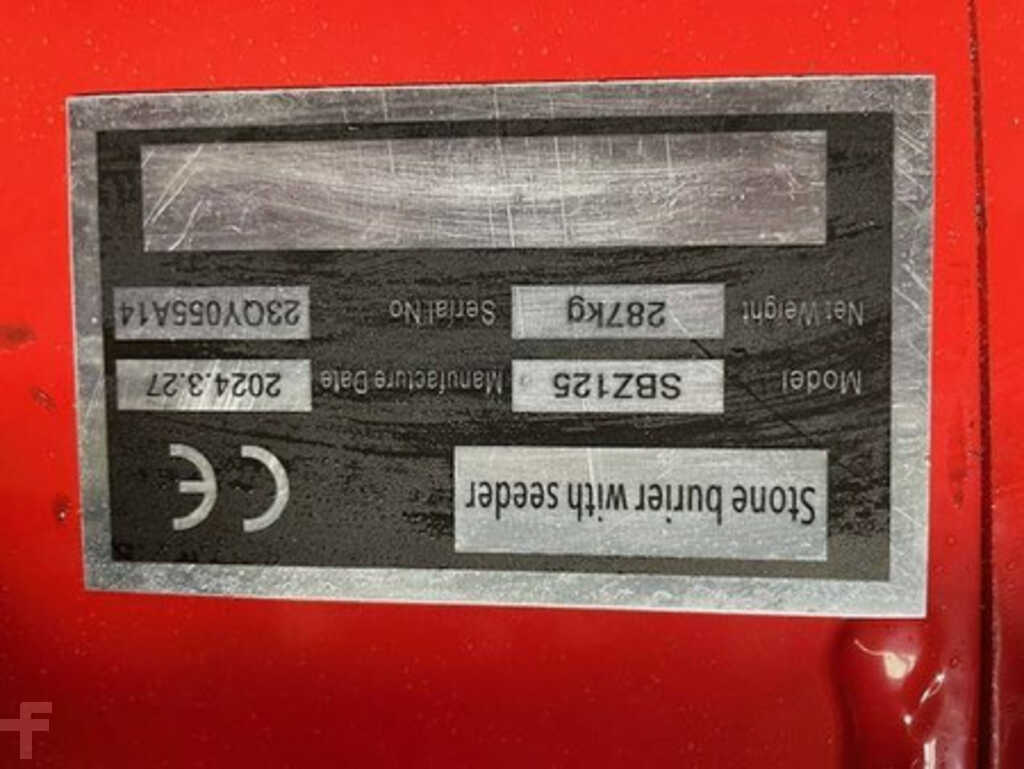 Stone burier with seeder CE
Model SBZ125 Manufacture Date 2024.3.27
Net Weight 287kg Serial No 23QY055A14